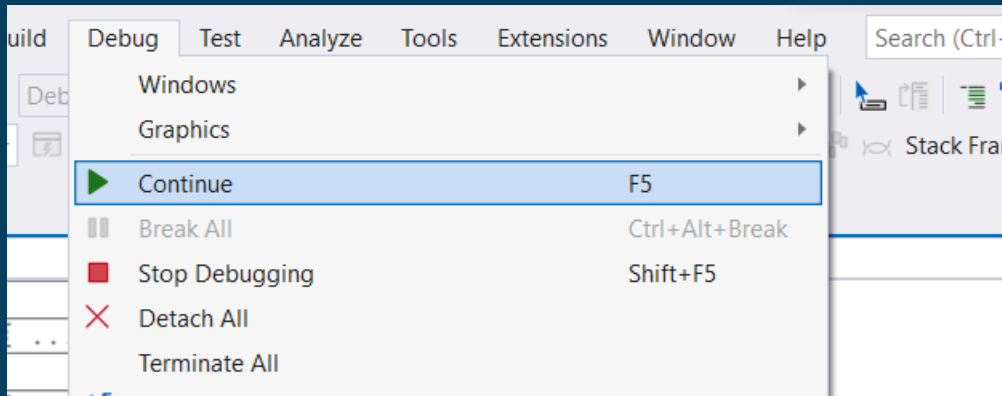 uild Debug Test Analyze Tools Extensions Window Help Search (Ctrl+
Deb
Windows
Graphics
Stack Fra
Continue F5
Break All Ctrl+Alt+Break
Stop Debugging Shift+F5
Detach All
...
Terminate All